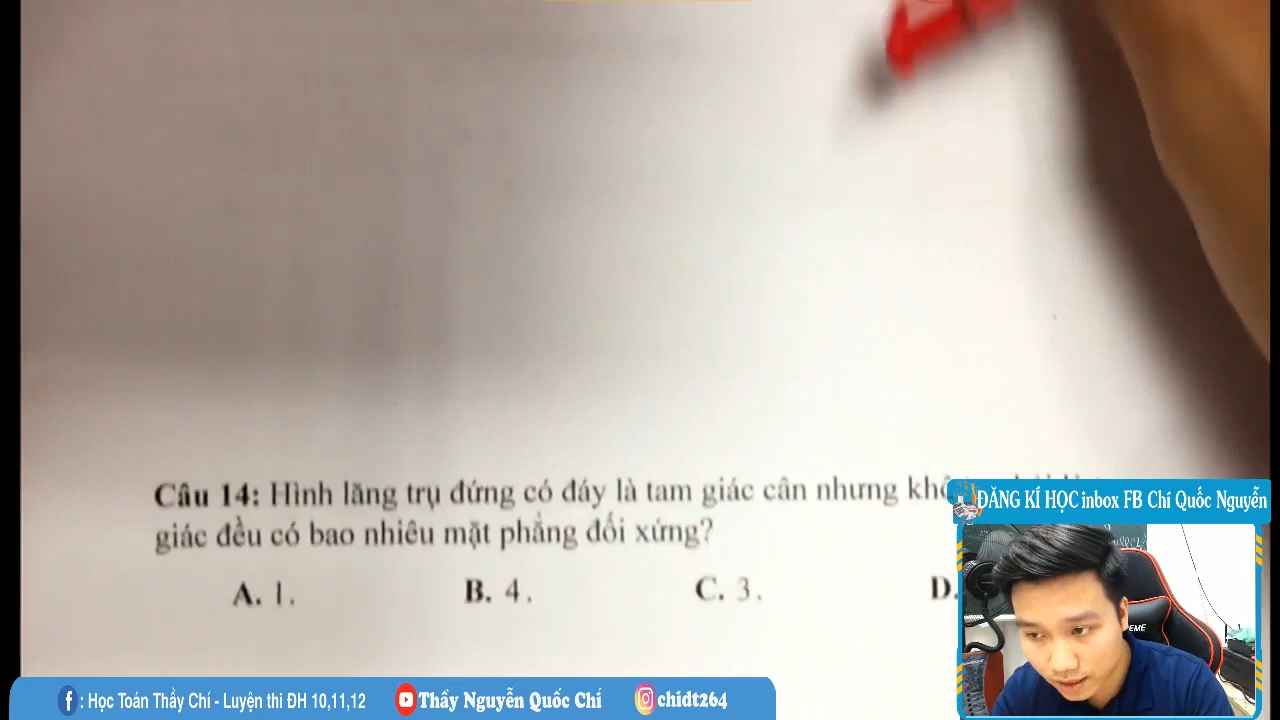 Câu 14: Hình lăng trụ đứng có đáy là tam giác cân nhưng
giác đều có bao nhiêu mặt phẳng đối xứng?
A. 1.
B. 4.
C. 3.
D.
ĐĂNG KÍ HỌC inbox FB Chí Quốc Nguyễn
: Học Toán Thầy Chí - Luyện thi ĐH 10,11,12
Thầy Nguyễn Quốc Chí
chidt264